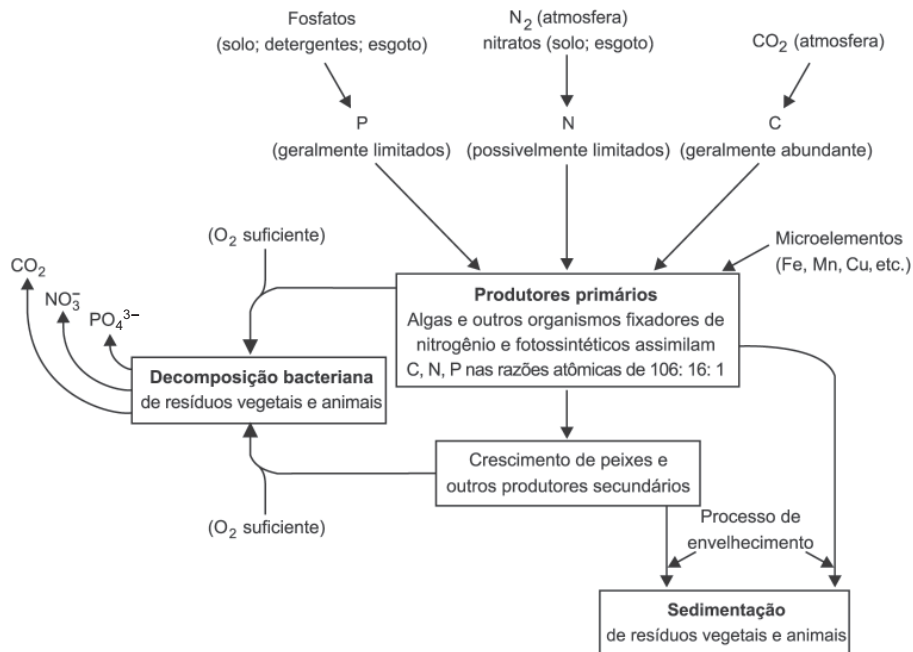 Fosfatos
(solo; detergentes; esgoto)
N₂ (atmosfera)
nitratos (solo; esgoto)
CO₂ (atmosfera)
P
(geralmente limitados)
N
(possivelmente limitados)
C
(geralmente abundante)
(O₂ suficiente)
Microelementos
(Fe, Mn, Cu, etc.)
CO₂
NO₃⁻
PO₄³⁻
Produtores primários
Algas e outros organismos fixadores de
nitrogênio e fotossintéticos assimilam
C, N, P nas razões atômicas de 106: 16: 1
Decomposição bacteriana
de resíduos vegetais e animais
Crescimento de peixes e
outros produtores secundários
(O₂ suficiente)
Processo de
envelhecimento
Sedimentação
de resíduos vegetais e animais